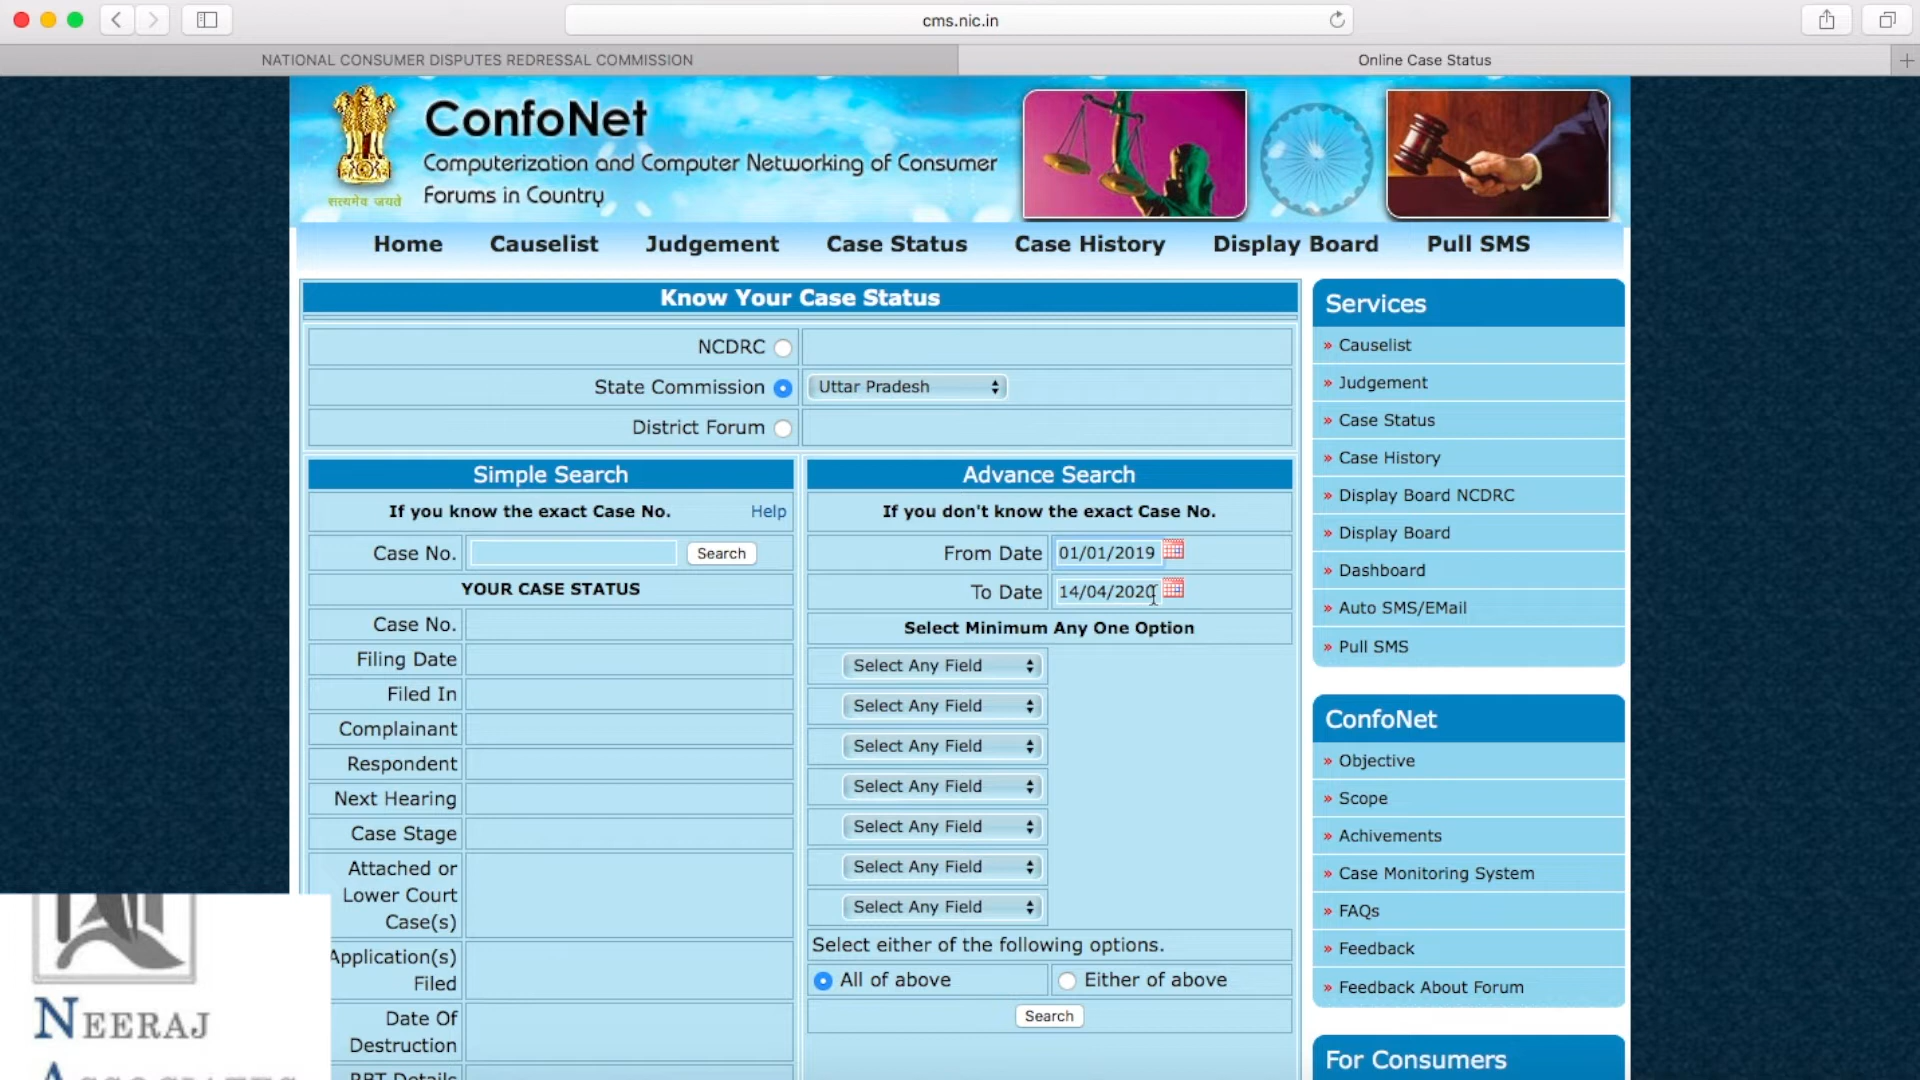 cms.nic.in
NATIONAL CONSUMER DISPUTES REDRESSAL COMMISSION
Online Case Status
ConfoNet
Computerization and Computer Networking of Consumer
Forums in Country
सत्यमेव जयते
Home
Causelist
Judgement
Case Status
Case History
Display Board
Pull SMS
Know Your Case Status
NCDRC
State Commission
Uttar Pradesh
District Forum
Simple Search
If you know the exact Case No.
Help
Case No.
Search
YOUR CASE STATUS
Case No.
Filing Date
Filed In
Complainant
Respondent
Next Hearing
Case Stage
Attached or
Lower Court
Case(s)
Application(s)
Filed
Date Of
Destruction
RBT Details
Advance Search
If you don't know the exact Case No.
From Date
01/01/2019
To Date
14/04/2020
Select Minimum Any One Option
Select Any Field
Select Any Field
Select Any Field
Select Any Field
Select Any Field
Select Any Field
Select Any Field
Select either of the following options.
All of above
Either of above
Search
Services
» Causelist
» Judgement
» Case Status
» Case History
» Display Board NCDRC
» Display Board
» Dashboard
» Auto SMS/EMail
» Pull SMS
ConfoNet
» Objective
» Scope
» Achivements
» Case Monitoring System
» FAQs
» Feedback
» Feedback About Forum
For Consumers
NEERAJ
ASSOCIATES